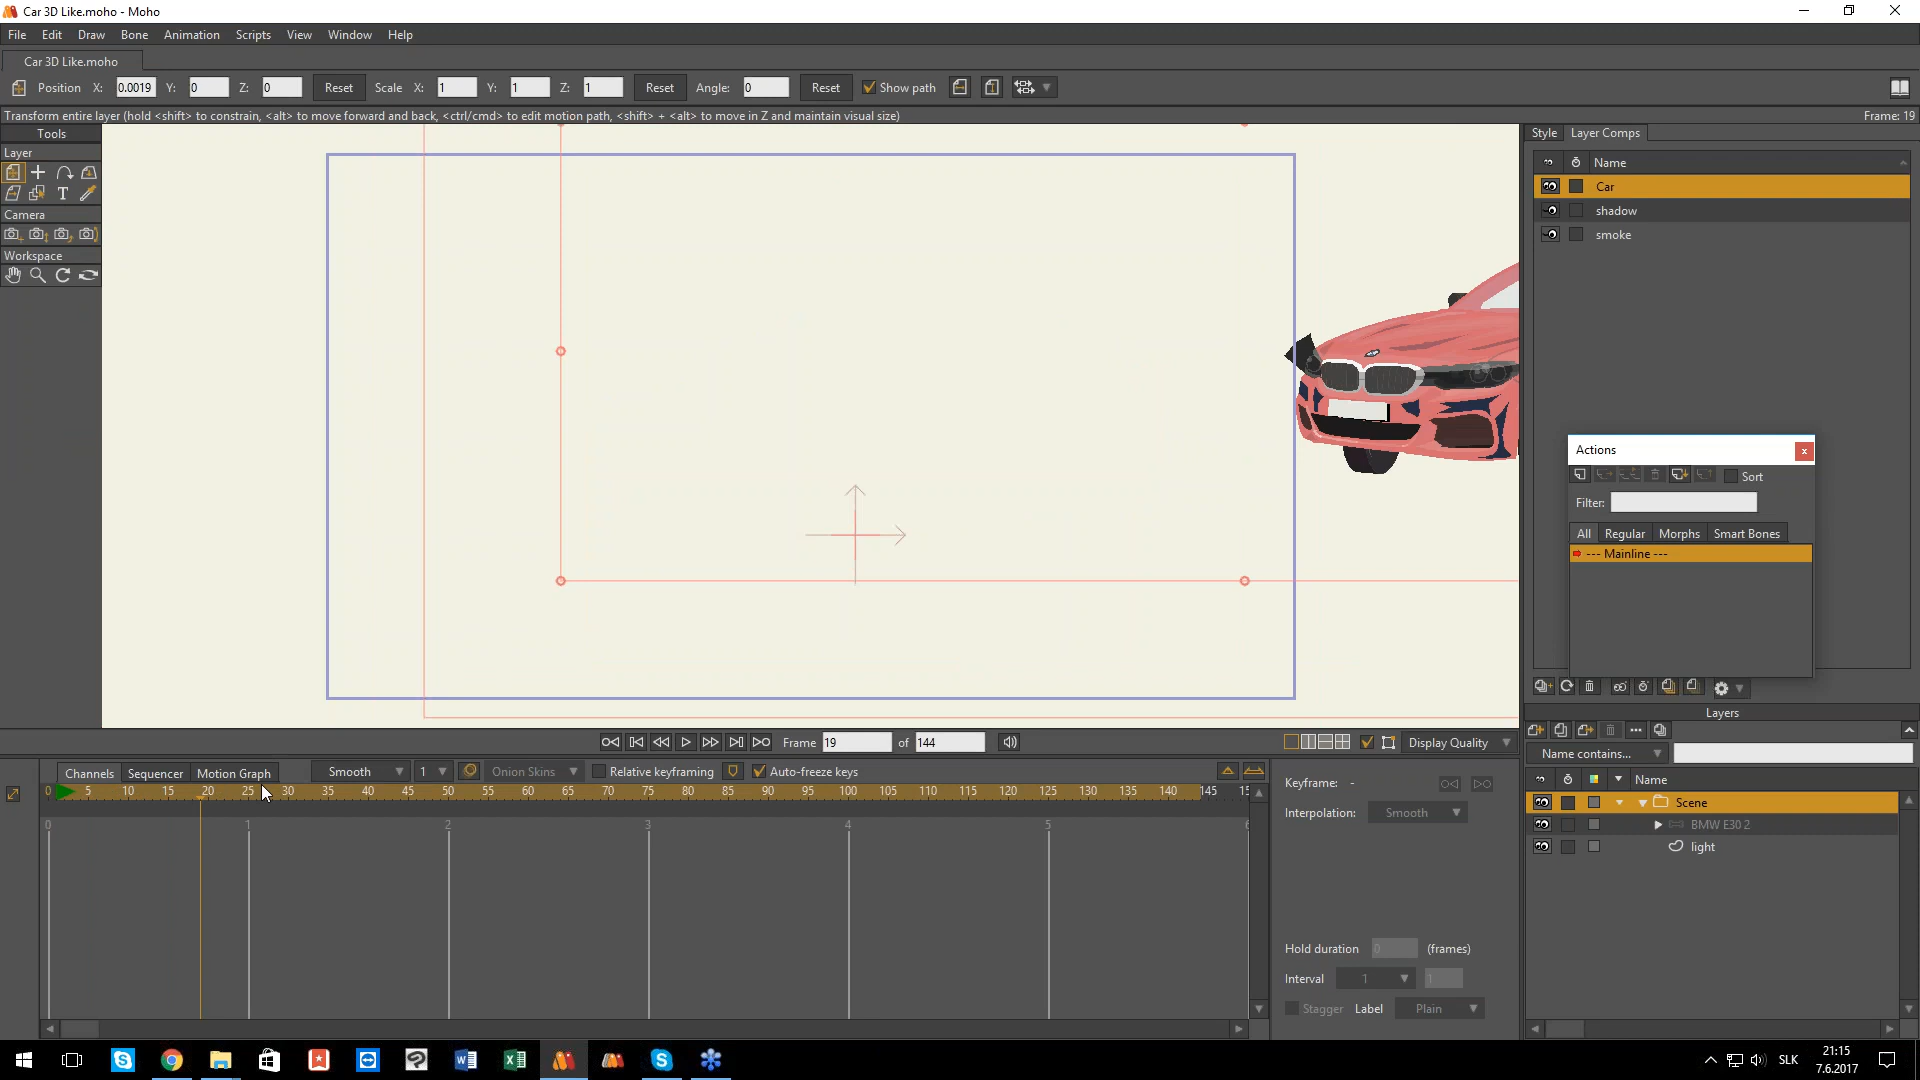 Car 3D Like.moho - Moho
File Edit Draw Bone Animation Scripts View Window Help
Car 3D Like.moho
Position X: 0.0019 Y: 0 Z: 0 Reset Scale X: 1 Y: 1 Z: 1 Reset Angle: 0 Reset Show path
Transform entire layer (hold <shift> to constrain, <alt> to move forward and back, <ctrl/cmd> to edit motion path, <shift> + <alt> to move in Z and maintain visual size) Frame: 19
Tools
Layer
Camera
Workspace
Style Layer Comps
Name
Car
shadow
smoke
Actions
Sort
Filter:
All Regular Morphs Smart Bones
--- Mainline ---
Layers
Name contains...
Name
Scene
BMW E30 2
light
Frame 19 of 144 Display Quality
Channels Sequencer Motion Graph Smooth 1 Onion Skins Relative keyframing Auto-freeze keys
0 5 10 15 20 25 30 35 40 45 50 55 60 65 70 75 80 85 90 95 100 105 110 115 120 125 130 135 140 145 15
0 1 2 3 4 5 6
Keyframe: -
Interpolation: Smooth
Hold duration 0 (frames)
Interval 1 1
Stagger Label Plain
SLK
21:15
7.6.2017